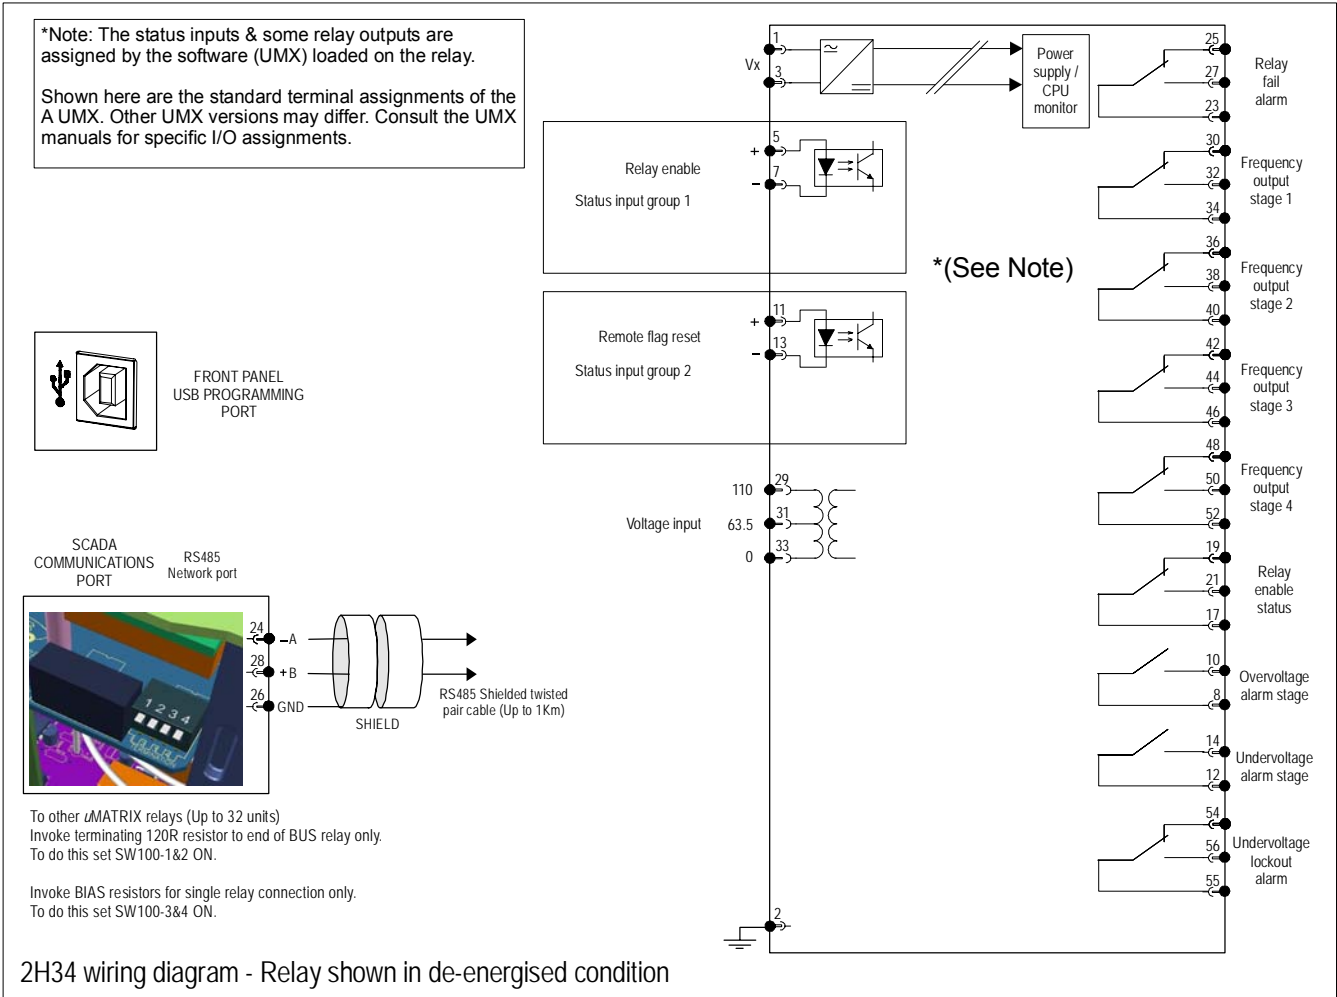 *Note: The status inputs & some relay outputs are
assigned by the software (UMX) loaded on the relay.
Shown here are the standard terminal assignments of the
A UMX. Other UMX versions may differ. Consult the UMX
manuals for specific I/O assignments.
FRONT PANEL
USB PROGRAMMING
PORT
SCADA
COMMUNICATIONS
PORT
RS485
Network port
1 2 3 4
24
–A
28
+B
26
GND
SHIELD
RS485 Shielded twisted
pair cable (Up to 1Km)
To other uMATRIX relays (Up to 32 units)
Invoke terminating 120R resistor to end of BUS relay only.
To do this set SW100-1&2 ON.
Invoke BIAS resistors for single relay connection only.
To do this set SW100-3&4 ON.
Vx
1
3
Power
supply /
CPU
monitor
Relay enable
Status input group 1
+
5
–
7
*(See Note)
Remote flag reset
Status input group 2
+
11
–
13
Voltage input
110
29
63.5
31
0
33
2
25
27
23
Relay
fail
alarm
30
32
34
Frequency
output
stage 1
36
38
40
Frequency
output
stage 2
42
44
46
Frequency
output
stage 3
48
50
52
Frequency
output
stage 4
19
21
17
Relay
enable
status
10
8
Overvoltage
alarm stage
14
12
Undervoltage
alarm stage
54
56
55
Undervoltage
lockout
alarm
2H34 wiring diagram - Relay shown in de-energised condition